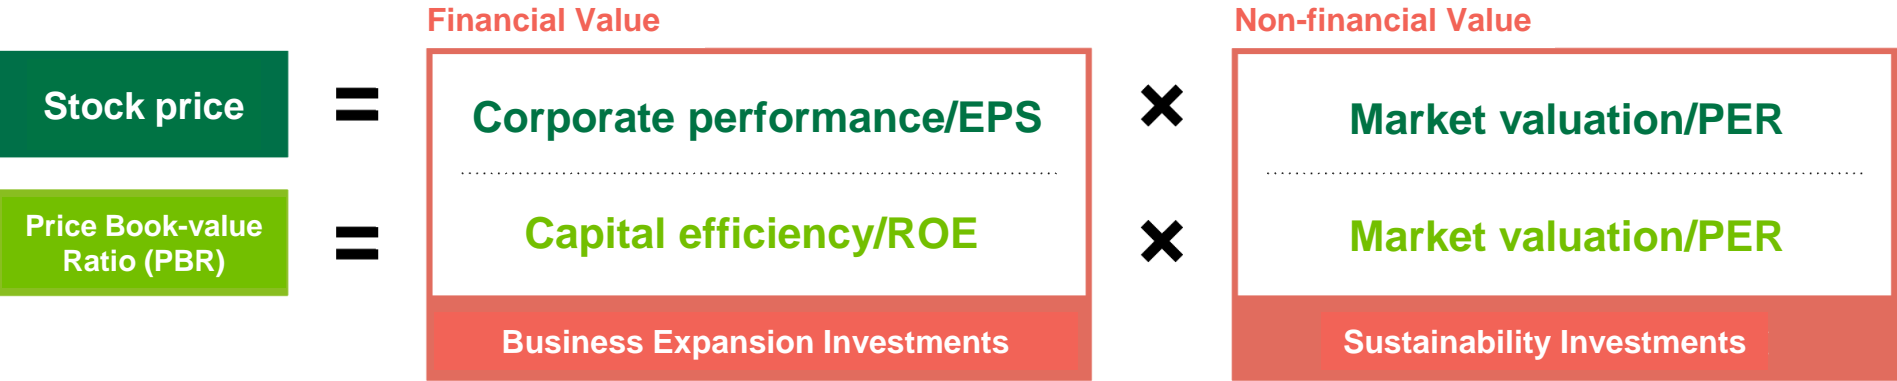 Financial Value
Non-financial Value
Stock price
=
Corporate performance/EPS
×
Market valuation/PER
Price Book-value
Ratio (PBR)
=
Capital efficiency/ROE
×
Market valuation/PER
Business Expansion Investments
Sustainability Investments